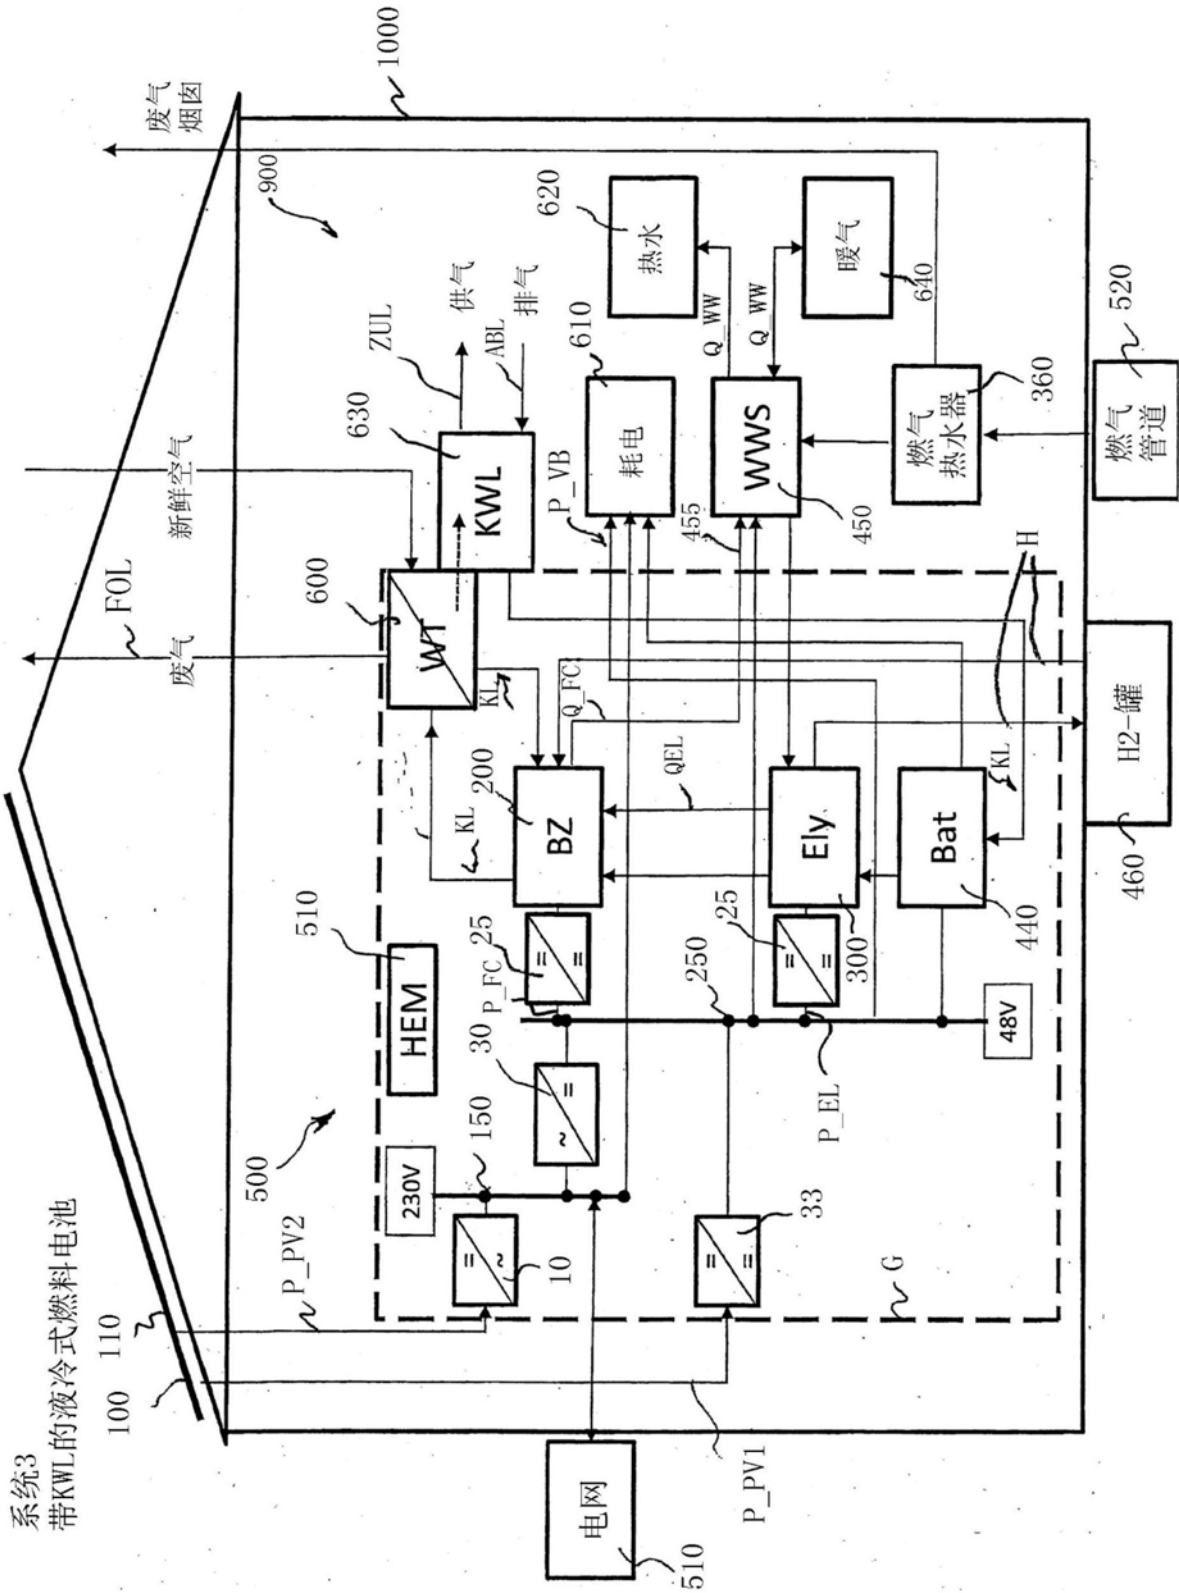 系统3
带KWL的液冷式燃料电池
100
110
P_PV2
500
510
HEM
230V
150
10
30
P_FC
25
BZ
200
KL
KL
WT
600
废气
FOL
新鲜空气
KWL
630
ZUL
供气
ABL
排气
900
废气
烟囱
1000
电网
510
P_PV1
33
G
250
P_EL
48V
25
300
Ely
QEL
Q_FC
Bat
440
KL
H
P_VB
耗电
610
455
WWS
450
Q_WW
Q_WW
热水
620
暖气
640
燃气
热水器
360
燃气
管道
520
H2-罐
460